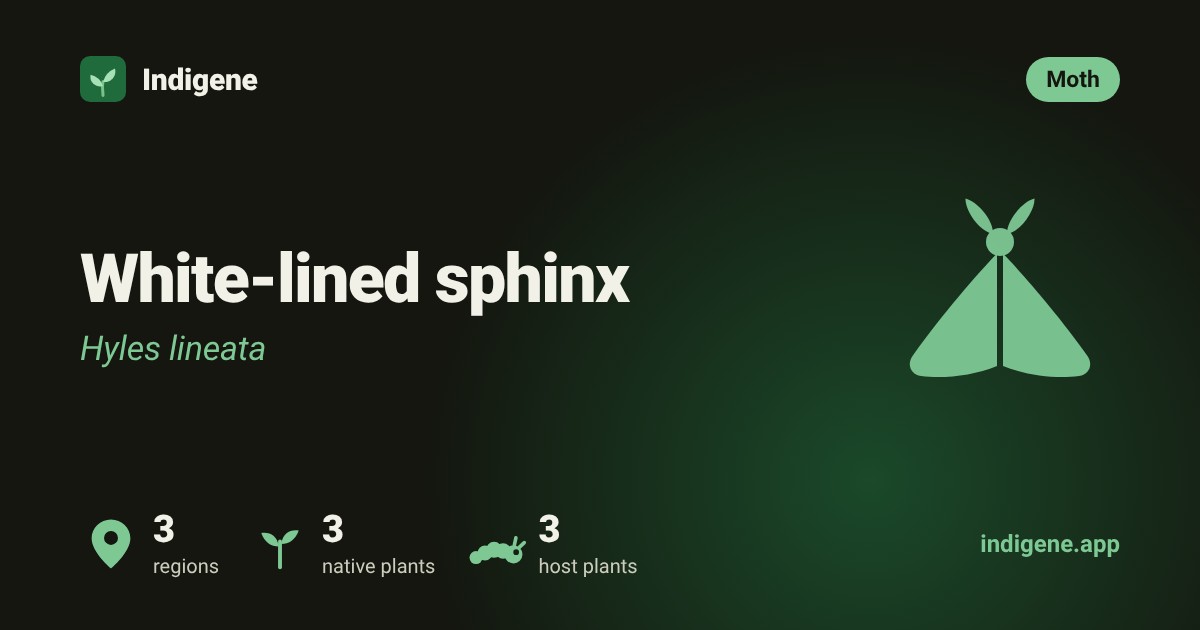 Indigene
Moth
White-lined sphinx
Hyles lineata
3
regions
3
native plants
3
host plants
indigene.app